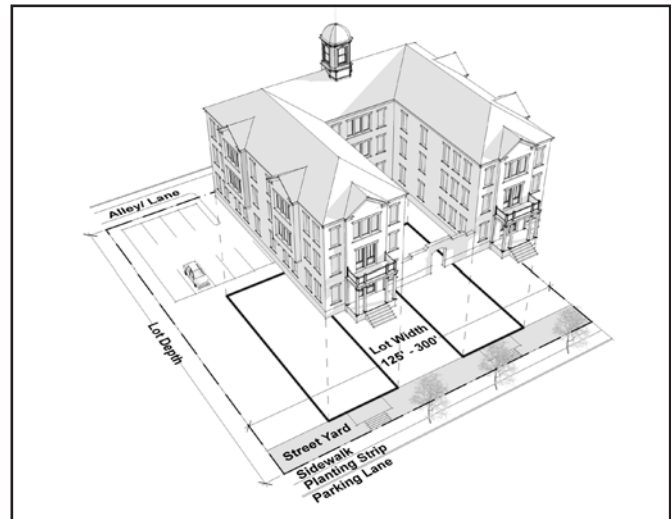 Alley/ Lane
Lot Depth
Lot Width
125' - 300'
Street Yard
Sidewalk
Planting Strip
Parking Lane